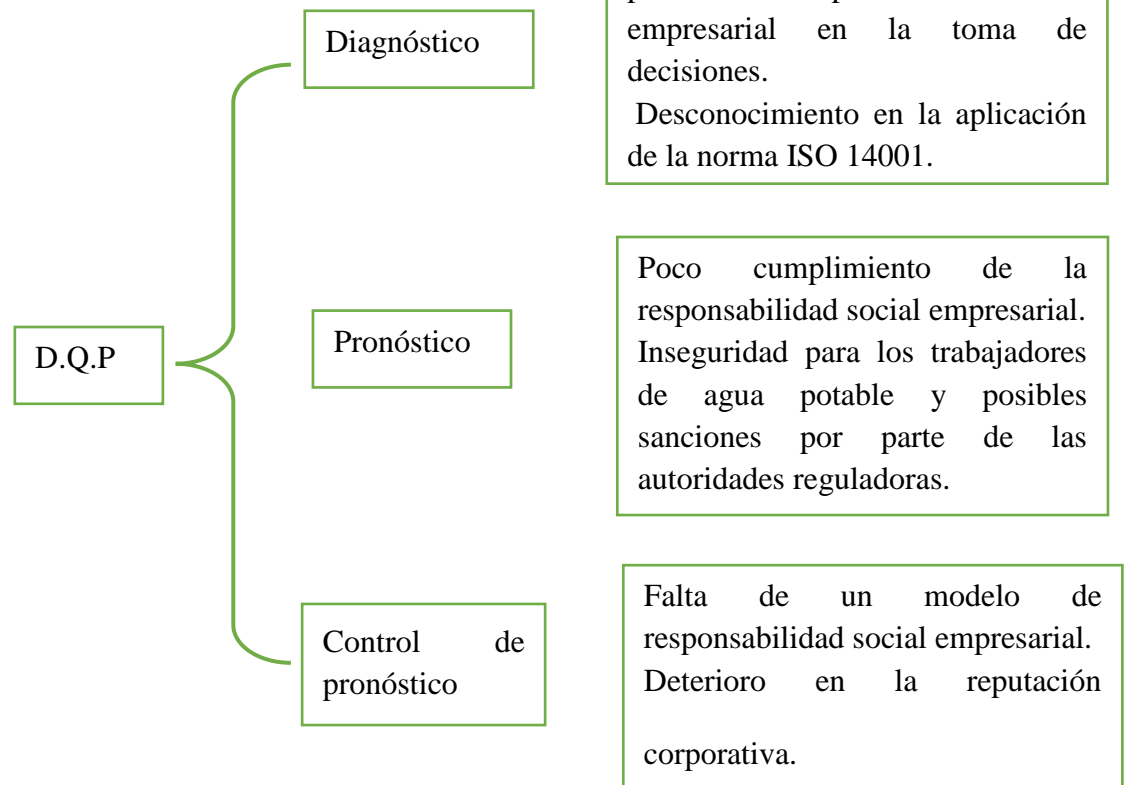 Diagnóstico
empresarial en la toma de
decisiones.
Desconocimiento en la aplicación
de la norma ISO 14001.
D.Q.P
Pronóstico
Poco cumplimiento de la
responsabilidad social empresarial.
Inseguridad para los trabajadores
de agua potable y posibles
sanciones por parte de las
autoridades reguladoras.
Control de
pronóstico
Falta de un modelo de
responsabilidad social empresarial.
Deterioro en la reputación
corporativa.